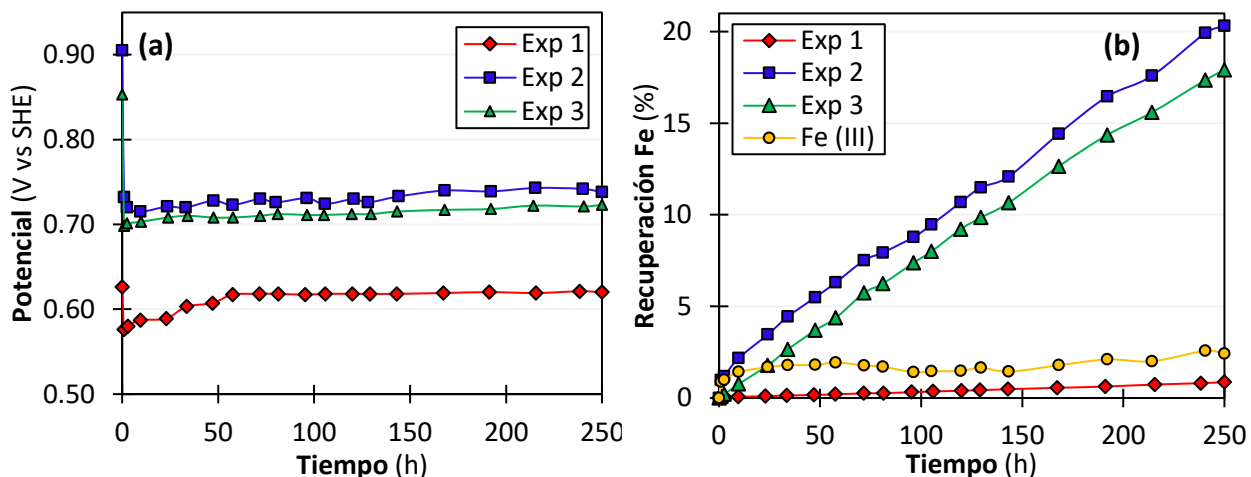 (a)
Exp 1
Exp 2
Exp 3
Potencial (V vs SHE)
0.90
0.80
0.70
0.60
0.50
0 50 100 150 200 250
Tiempo (h)
(b)
Exp 1
Exp 2
Exp 3
Fe (III)
Recuperación Fe (%)
20
15
10
5
0
0 50 100 150 200 250
Tiempo (h)